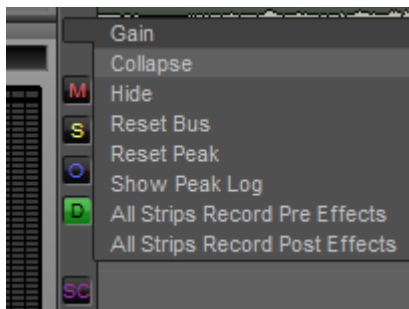 Gain
Collapse
M
Hide
S
Reset Bus
Reset Peak
O
Show Peak Log
D
All Strips Record Pre Effects
All Strips Record Post Effects
SC